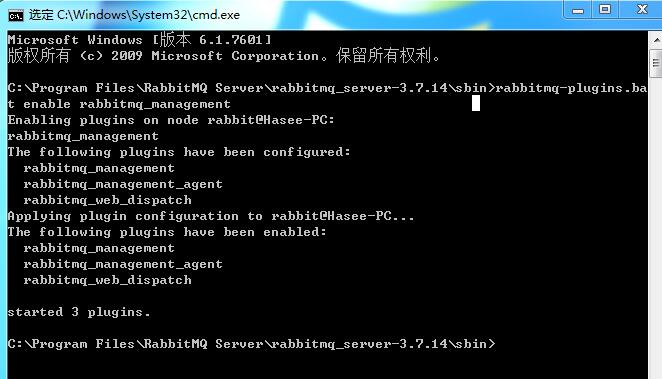 选定 C:\Windows\System32\cmd.exe
Microsoft Windows [版本 6.1.7601]
版权所有 (c) 2009 Microsoft Corporation。保留所有权利。
C:\Program Files\RabbitMQ Server\rabbitmq_server-3.7.14\sbin>rabbitmq-plugins.ba
t enable rabbitmq_management
Enabling plugins on node rabbit@Hasee-PC:
rabbitmq_management
The following plugins have been configured:
  rabbitmq_management
  rabbitmq_management_agent
  rabbitmq_web_dispatch
Applying plugin configuration to rabbit@Hasee-PC...
The following plugins have been enabled:
  rabbitmq_management
  rabbitmq_management_agent
  rabbitmq_web_dispatch
started 3 plugins.
C:\Program Files\RabbitMQ Server\rabbitmq_server-3.7.14\sbin>